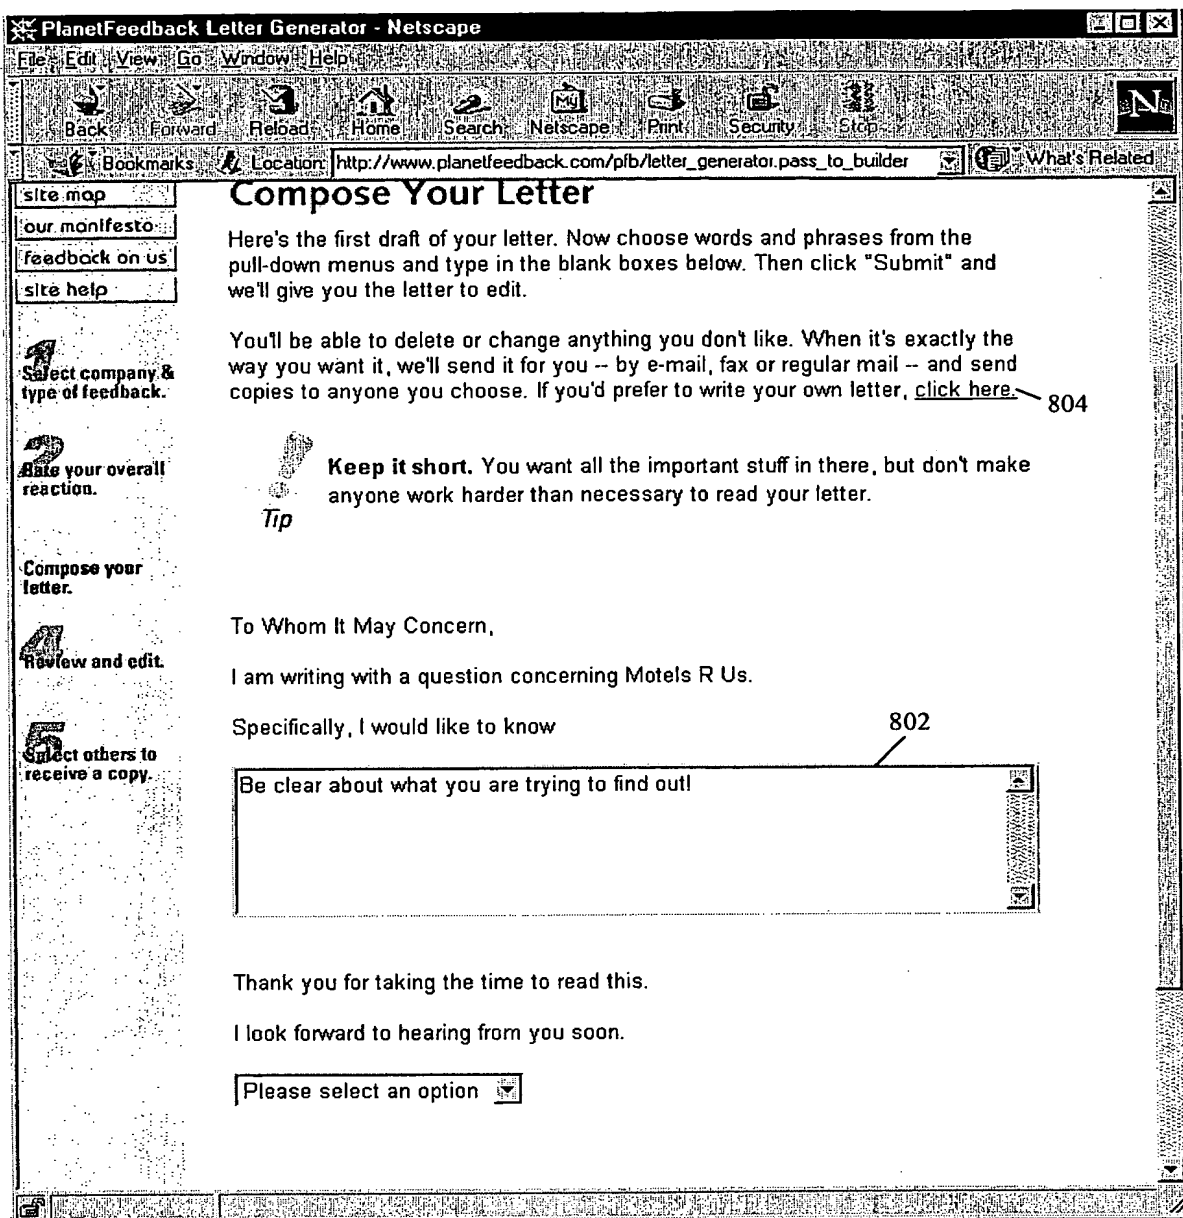 PlanetFeedback Letter Generator - Netscape
File Edit View Go Window Help
Back Forward Reload Home Search Netscape Print Security Stop
My
N
Bookmarks Location: http://www.planetfeedback.com/pfb/letter_generator.pass_to_builder What's Related
site map
our manifesto
feedback on us
site help
1
Select company &
type of feedback.
2
Rate your overall
reaction.
Compose your
letter.
4
Review and edit.
5
Select others to
receive a copy.
Compose Your Letter
Here's the first draft of your letter. Now choose words and phrases from the
pull-down menus and type in the blank boxes below. Then click "Submit" and
we'll give you the letter to edit.
You'll be able to delete or change anything you don't like. When it's exactly the
way you want it, we'll send it for you -- by e-mail, fax or regular mail -- and send
copies to anyone you choose. If you'd prefer to write your own letter, click here.
804
Keep it short. You want all the important stuff in there, but don't make
anyone work harder than necessary to read your letter.
Tip
To Whom It May Concern,
I am writing with a question concerning Motels R Us.
Specifically, I would like to know
802
Be clear about what you are trying to find out!
Thank you for taking the time to read this.
I look forward to hearing from you soon.
Please select an option